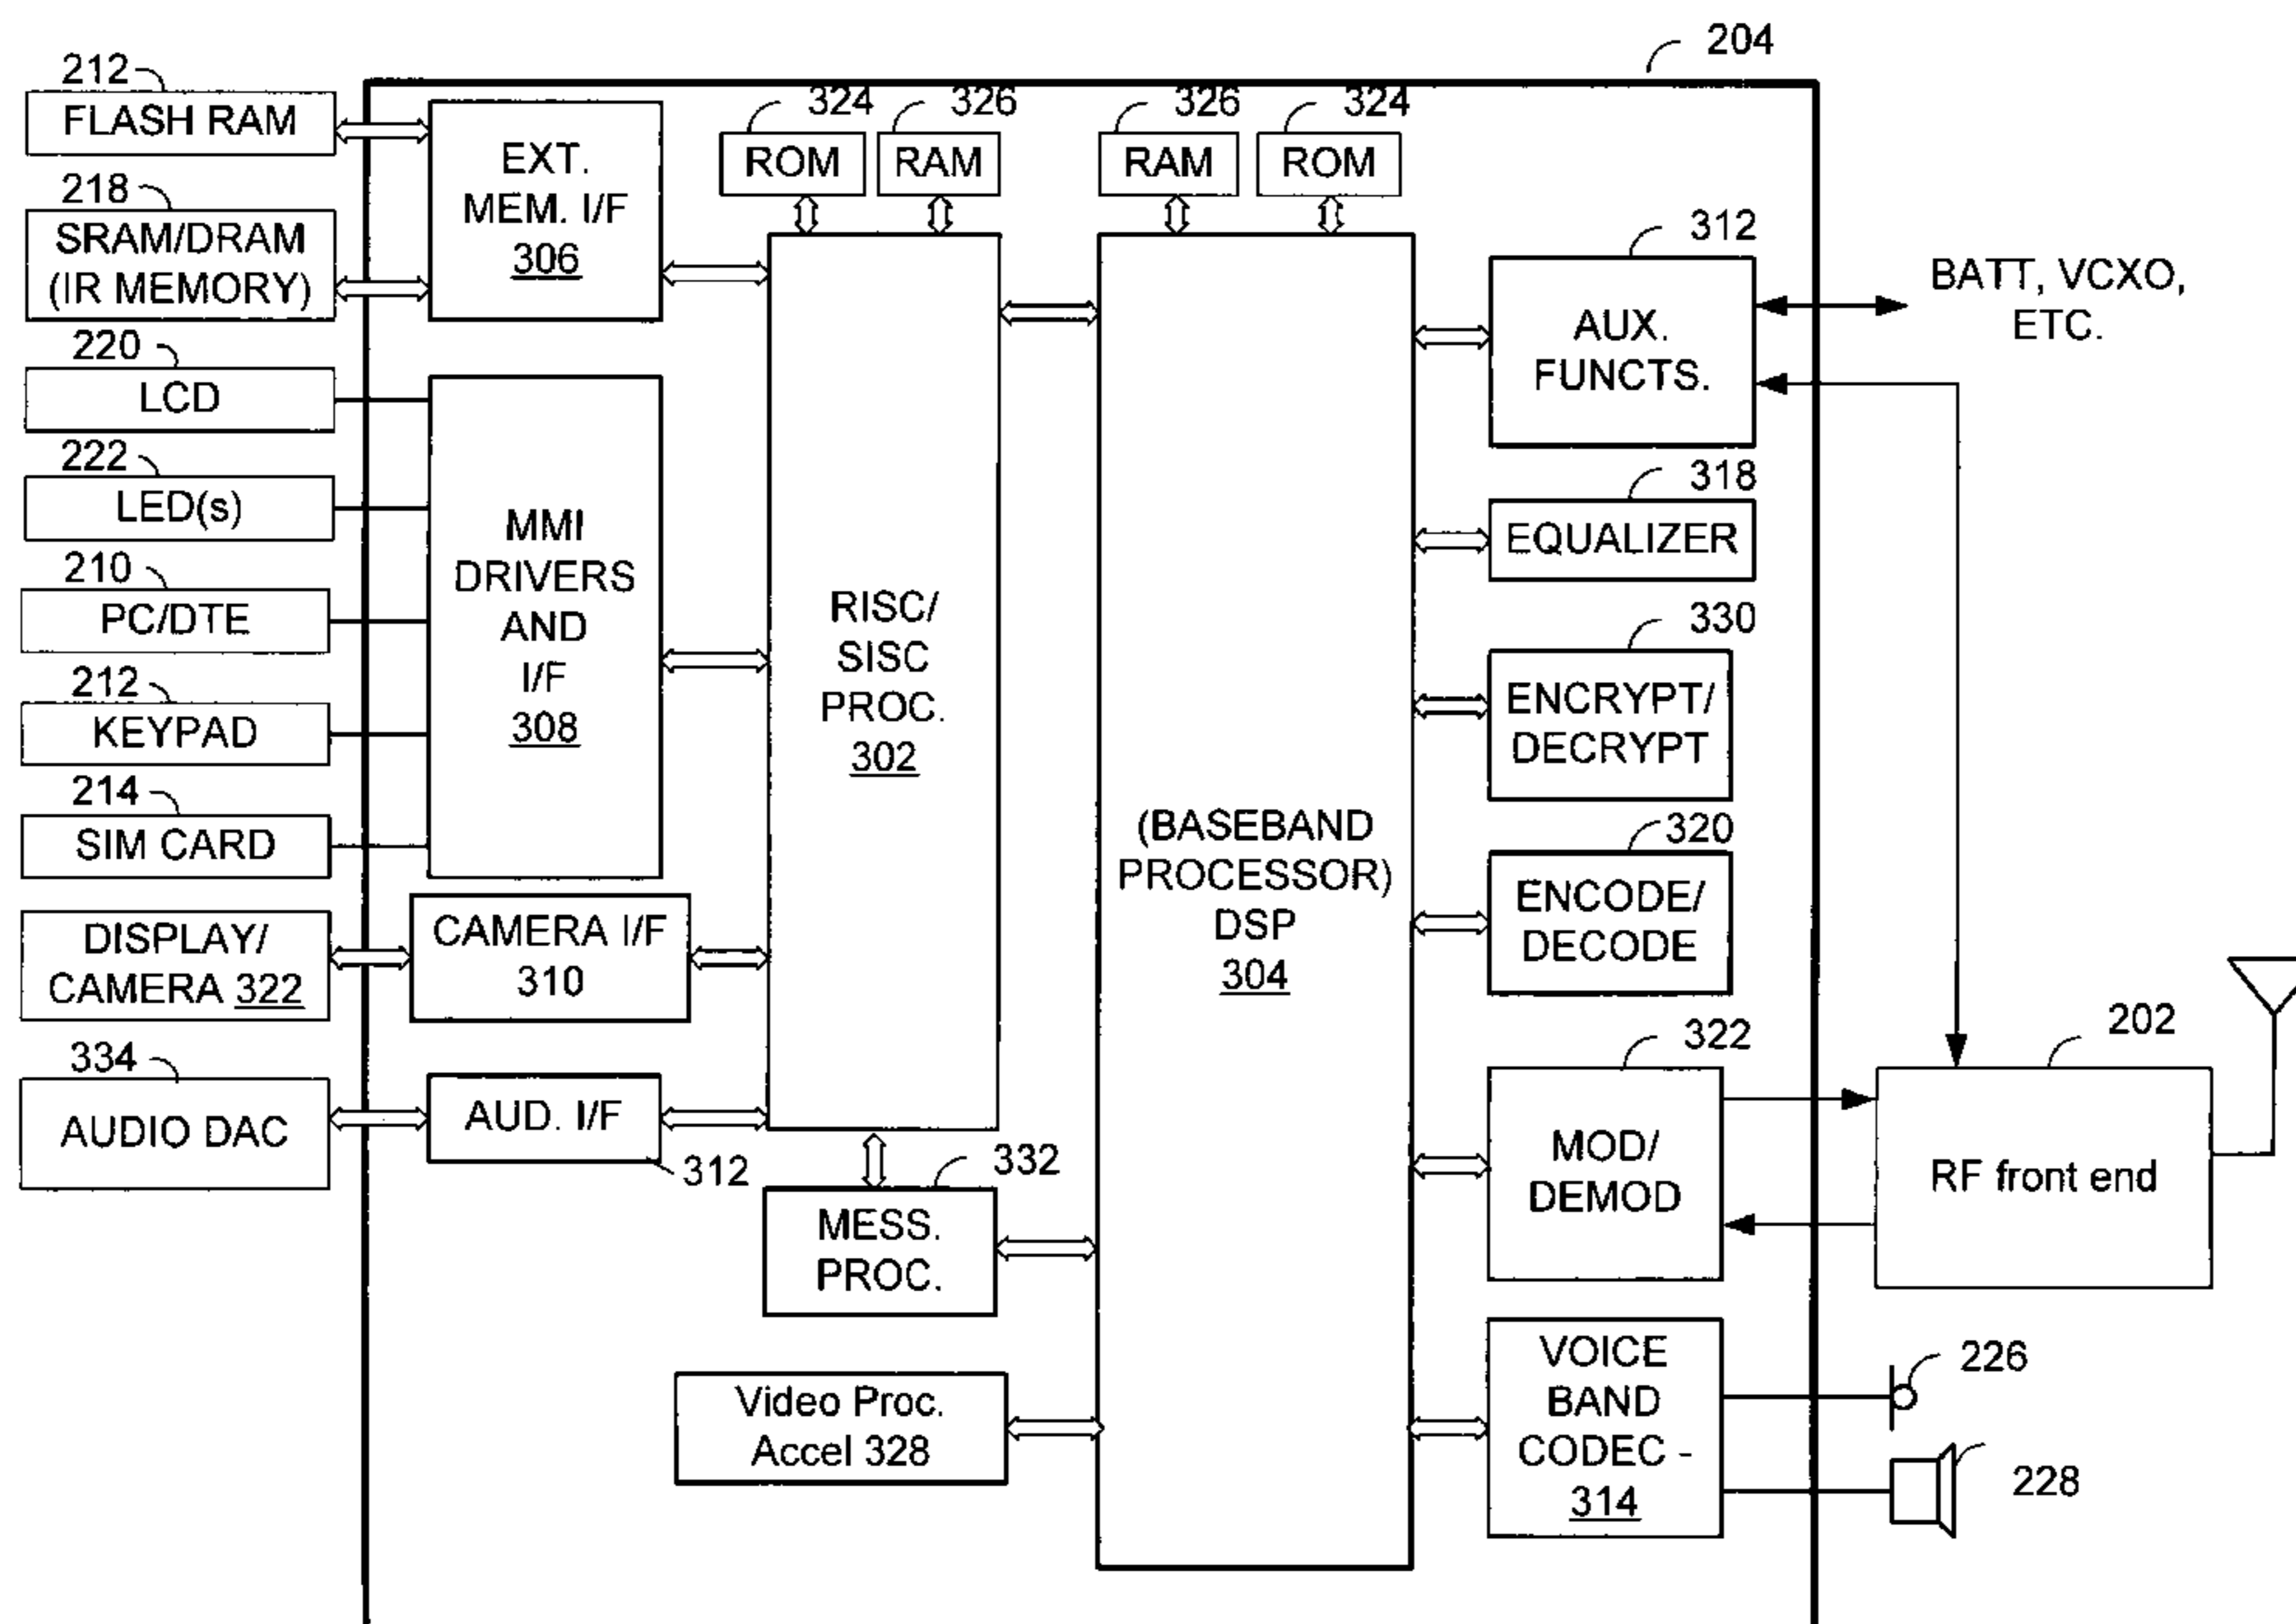 204
212
FLASH RAM
218
SRAM/DRAM
(IR MEMORY)
220
LCD
222
LED(s)
210
PC/DTE
212
KEYPAD
214
SIM CARD
DISPLAY/
CAMERA 322
334
AUDIO DAC
EXT.
MEM. I/F
306
MMI
DRIVERS
AND
I/F
308
CAMERA I/F
310
AUD. I/F
312
324
ROM
326
RAM
RISC/
SISC
PROC.
302
332
MESS.
PROC.
Video Proc.
Accel 328
326
RAM
324
ROM
(BASEBAND
PROCESSOR)
DSP
304
312
AUX.
FUNCTS.
BATT, VCXO,
ETC.
318
EQUALIZER
330
ENCRYPT/
DECRYPT
320
ENCODE/
DECODE
322
MOD/
DEMOD
202
RF front end
VOICE
BAND
CODEC -
314
226
228